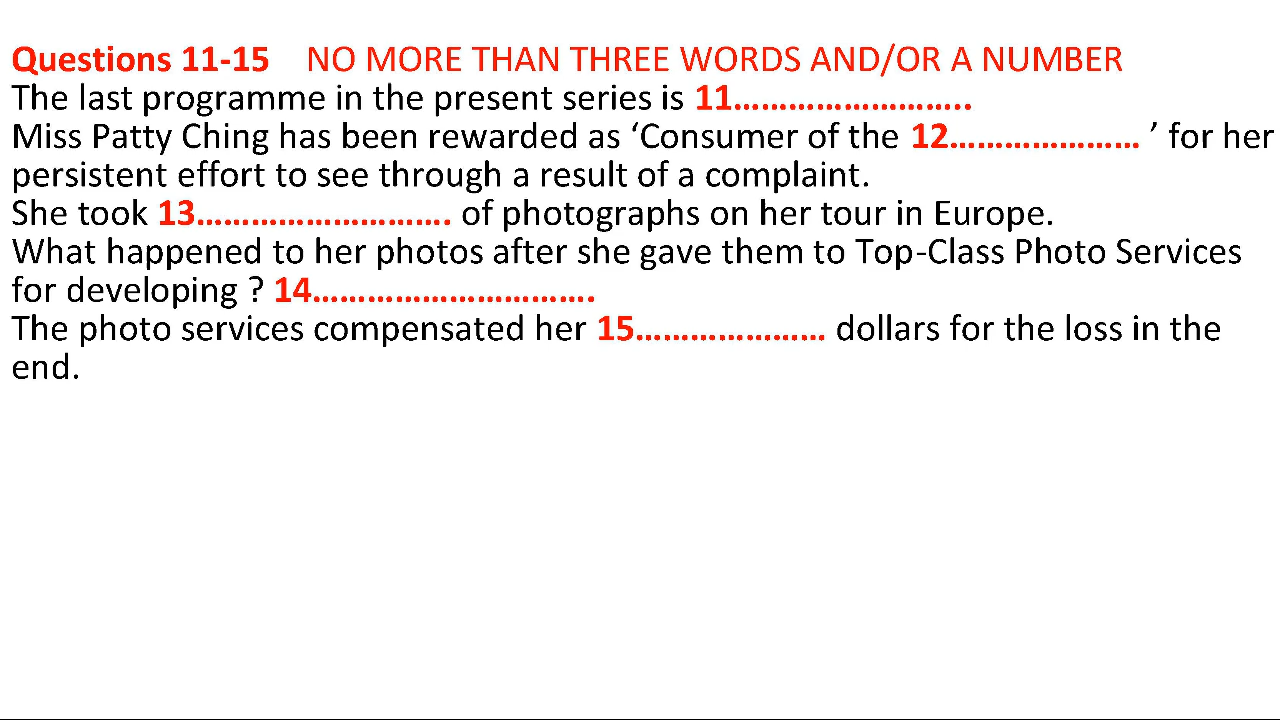 Questions 11-15 NO MORE THAN THREE WORDS AND/OR A NUMBER
The last programme in the present series is 11……………………..
Miss Patty Ching has been rewarded as ‘Consumer of the 12………………… ’ for her
persistent effort to see through a result of a complaint.
She took 13………………………. of photographs on her tour in Europe.
What happened to her photos after she gave them to Top-Class Photo Services
for developing ? 14………………………….
The photo services compensated her 15………………… dollars for the loss in the
end.